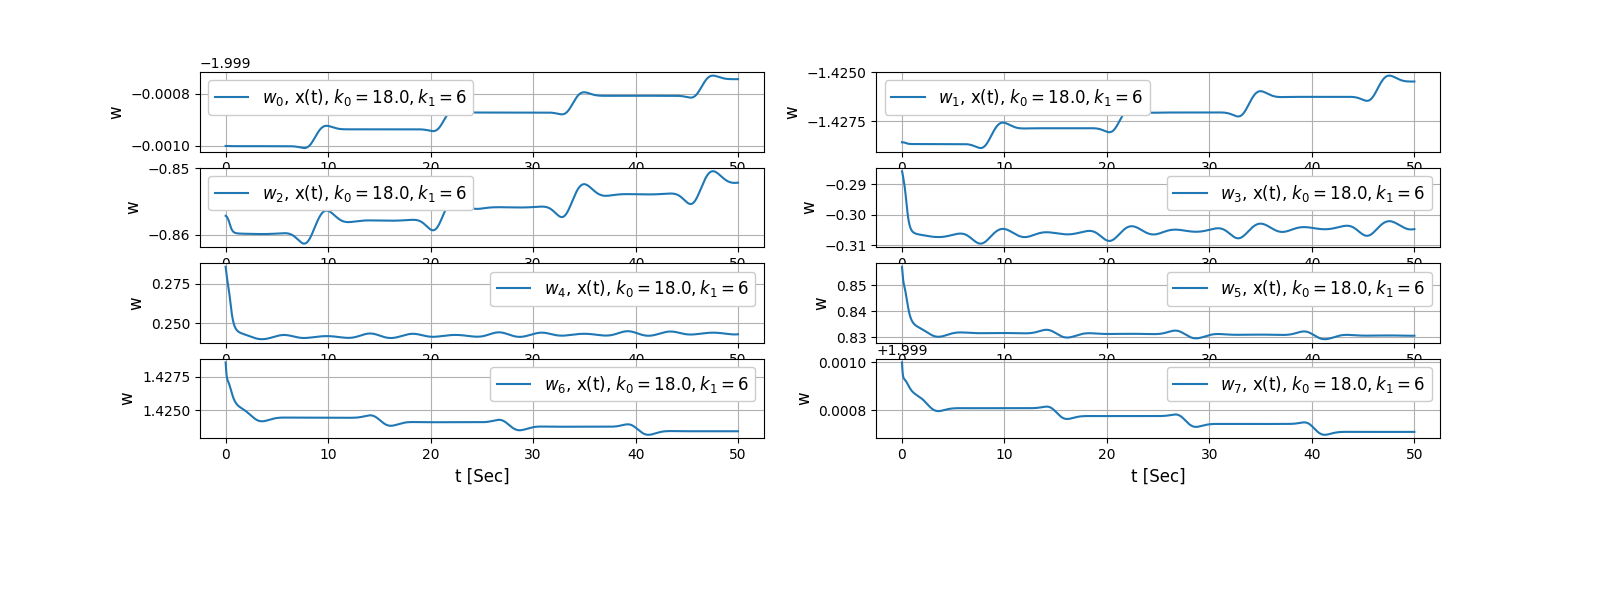 −1.999
−0.0008
−0.0010
w
w₀, x(t), k₀ = 18.0, k₁ = 6
0 10 20 30 40 50
−1.4250
−1.4275
w
w₁, x(t), k₀ = 18.0, k₁ = 6
0 10 20 30 40 50
−0.85
−0.86
w
w₂, x(t), k₀ = 18.0, k₁ = 6
0 10 20 30 40 50
−0.29
−0.30
−0.31
w
w₃, x(t), k₀ = 18.0, k₁ = 6
0 10 20 30 40 50
0.275
0.250
w
w₄, x(t), k₀ = 18.0, k₁ = 6
0 10 20 30 40 50
0.85
0.84
0.83
w
w₅, x(t), k₀ = 18.0, k₁ = 6
0 10 20 30 40 50
1.4275
1.4250
w
w₆, x(t), k₀ = 18.0, k₁ = 6
0 10 20 30 40 50
t [Sec]
+1.999
0.0010
0.0008
w
w₇, x(t), k₀ = 18.0, k₁ = 6
0 10 20 30 40 50
t [Sec]